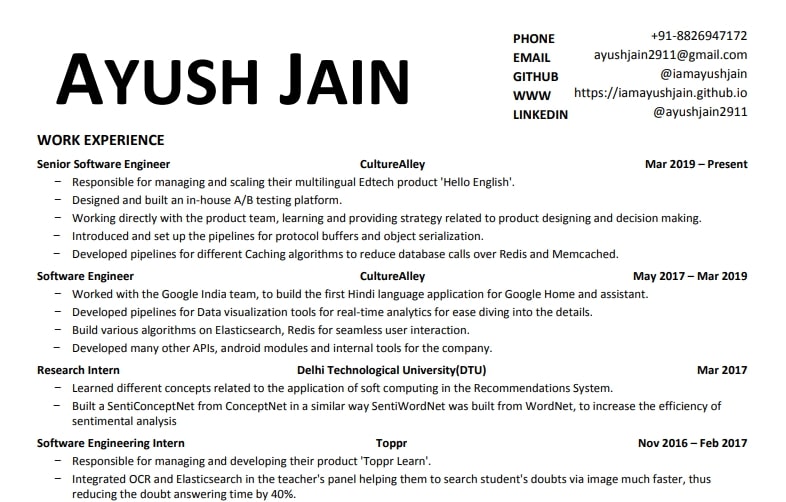 AYUSH JAIN
PHONE +91-8826947172
EMAIL ayushjain2911@gmail.com
GITHUB @iamayushjain
WWW https://iamayushjain.github.io
LINKEDIN @ayushjain2911
WORK EXPERIENCE
Senior Software Engineer CultureAlley Mar 2019 – Present
– Responsible for managing and scaling their multilingual Edtech product 'Hello English'.
– Designed and built an in-house A/B testing platform.
– Working directly with the product team, learning and providing strategy related to product designing and decision making.
– Introduced and set up the pipelines for protocol buffers and object serialization.
– Developed pipelines for different Caching algorithms to reduce database calls over Redis and Memcached.
Software Engineer CultureAlley May 2017 – Mar 2019
– Worked with the Google India team, to build the first Hindi language application for Google Home and assistant.
– Developed pipelines for Data visualization tools for real-time analytics for ease diving into the details.
– Build various algorithms on Elasticsearch, Redis for seamless user interaction.
– Developed many other APIs, android modules and internal tools for the company.
Research Intern Delhi Technological University(DTU) Mar 2017
– Learned different concepts related to the application of soft computing in the Recommendations System.
– Built a SentiConceptNet from ConceptNet in a similar way SentiWordNet was built from WordNet, to increase the efficiency of
sentimental analysis
Software Engineering Intern Toppr Nov 2016 – Feb 2017
– Responsible for managing and developing their product 'Toppr Learn'.
– Integrated OCR and Elasticsearch in the teacher's panel helping them to search student's doubts via image much faster, thus
reducing the doubt answering time by 40%.